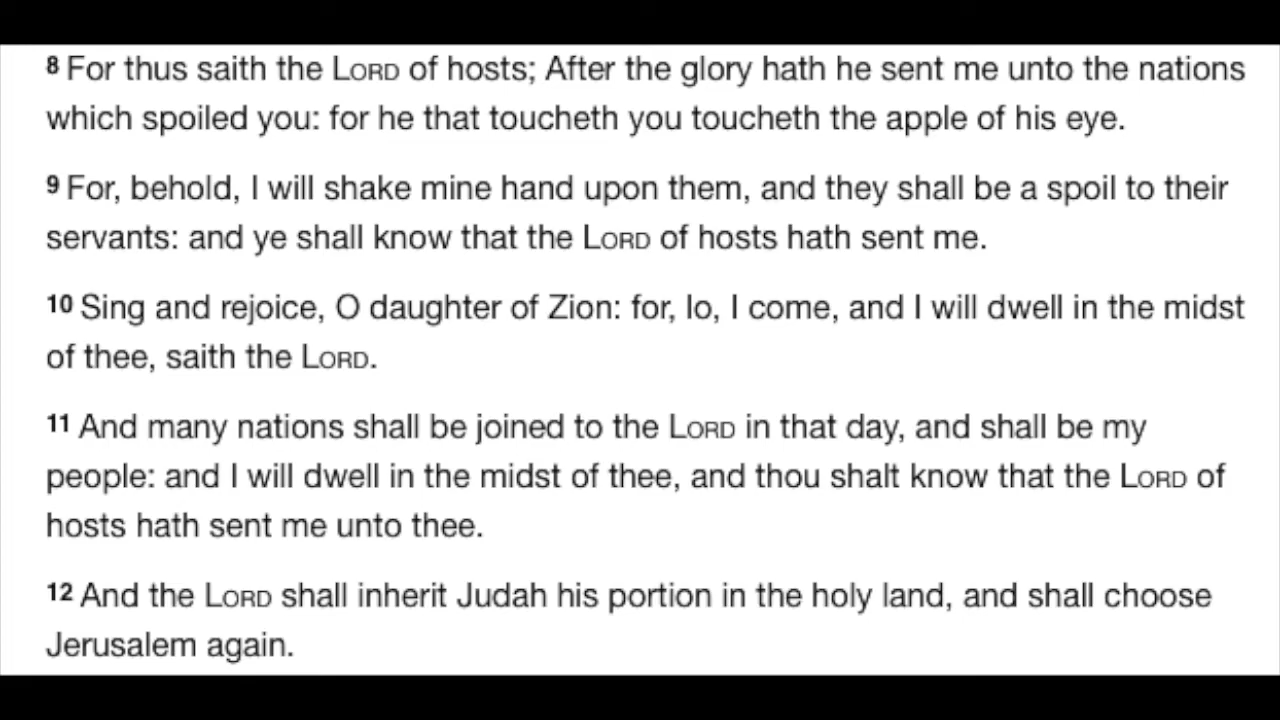 8 For thus saith the LORD of hosts; After the glory hath he sent me unto the nations
which spoiled you: for he that toucheth you toucheth the apple of his eye.
9 For, behold, I will shake mine hand upon them, and they shall be a spoil to their
servants: and ye shall know that the LORD of hosts hath sent me.
10 Sing and rejoice, O daughter of Zion: for, lo, I come, and I will dwell in the midst
of thee, saith the LORD.
11 And many nations shall be joined to the LORD in that day, and shall be my
people: and I will dwell in the midst of thee, and thou shalt know that the LORD of
hosts hath sent me unto thee.
12 And the LORD shall inherit Judah his portion in the holy land, and shall choose
Jerusalem again.